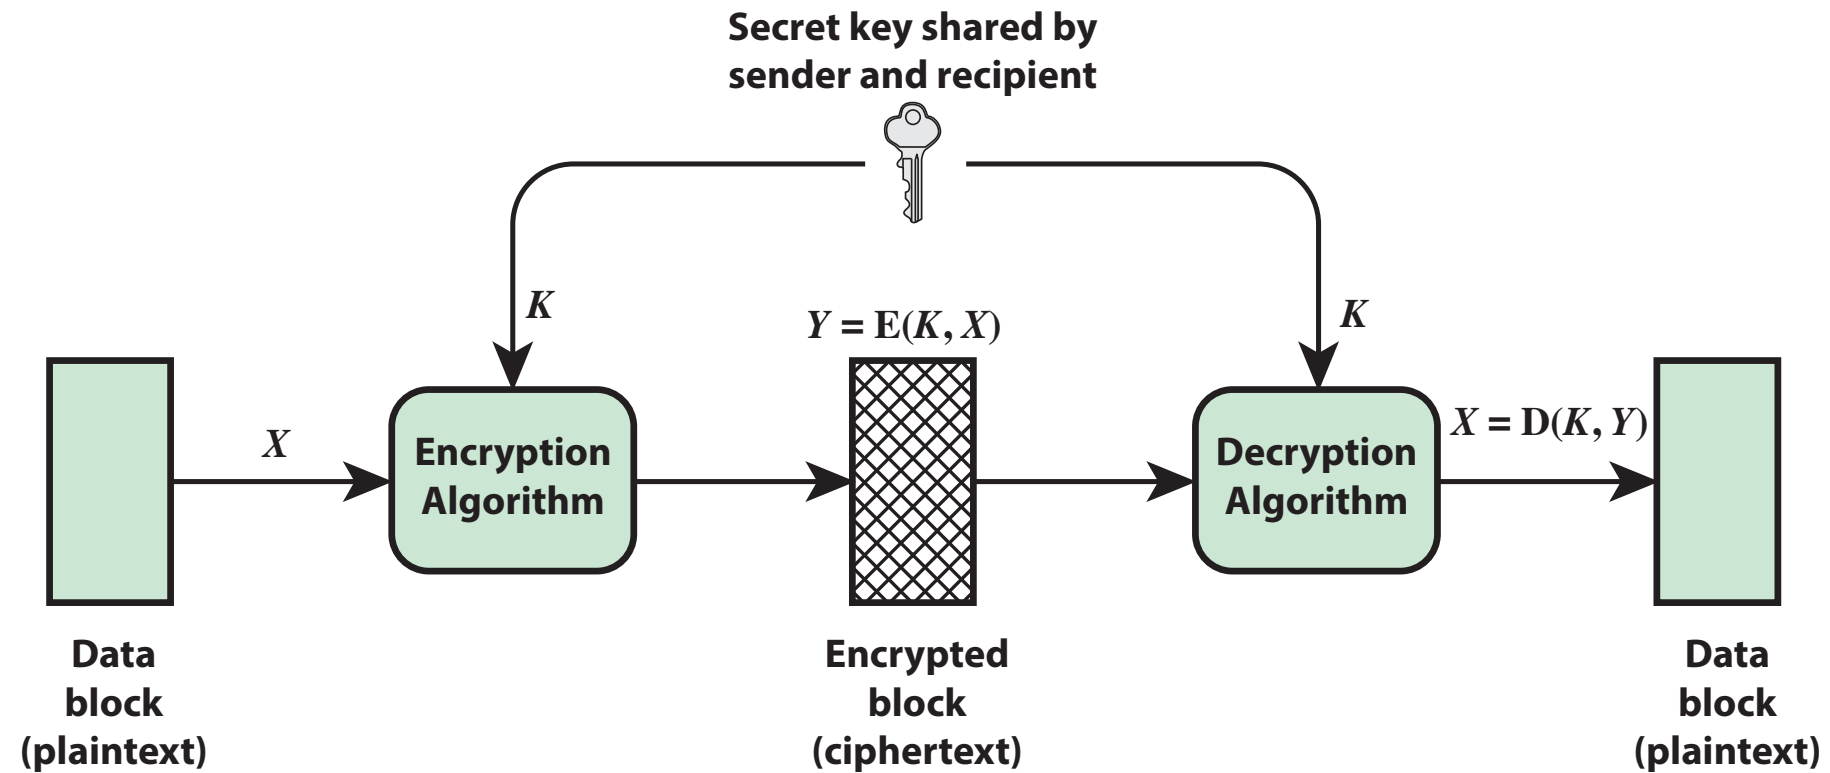 Secret key shared by
sender and recipient
K
K
Y = E(K, X)
X
Encryption
Algorithm
Decryption
Algorithm
X = D(K, Y)
Data
block
(plaintext)
Encrypted
block
(ciphertext)
Data
block
(plaintext)